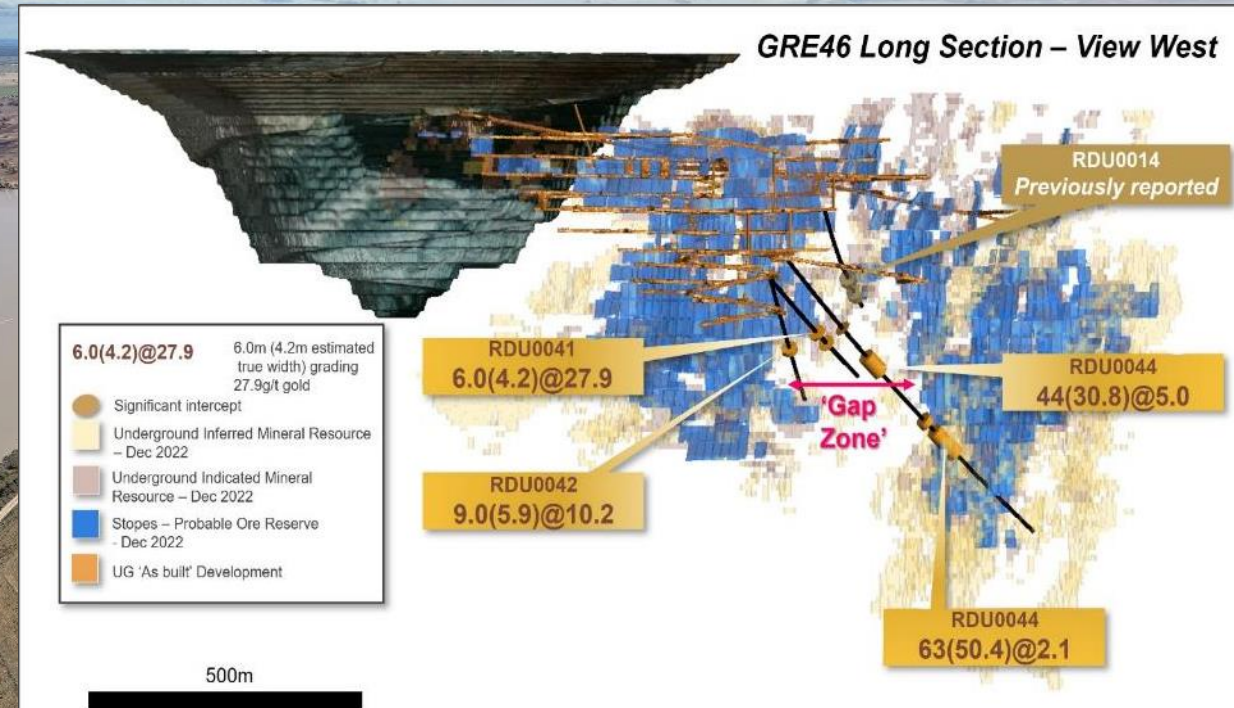 GRE46 Long Section – View West
RDU0014
Previously reported
6.0(4.2)@27.9
6.0m (4.2m estimated
true width) grading
27.9g/t gold
Significant intercept
Underground Inferred Mineral Resource
– Dec 2022
Underground Indicated Mineral
Resource – Dec 2022
Stopes – Probable Ore Reserve
- Dec 2022
UG 'As built' Development
RDU0041
6.0(4.2)@27.9
RDU0044
44(30.8)@5.0
'Gap
Zone'
RDU0042
9.0(5.9)@10.2
RDU0044
63(50.4)@2.1
500m